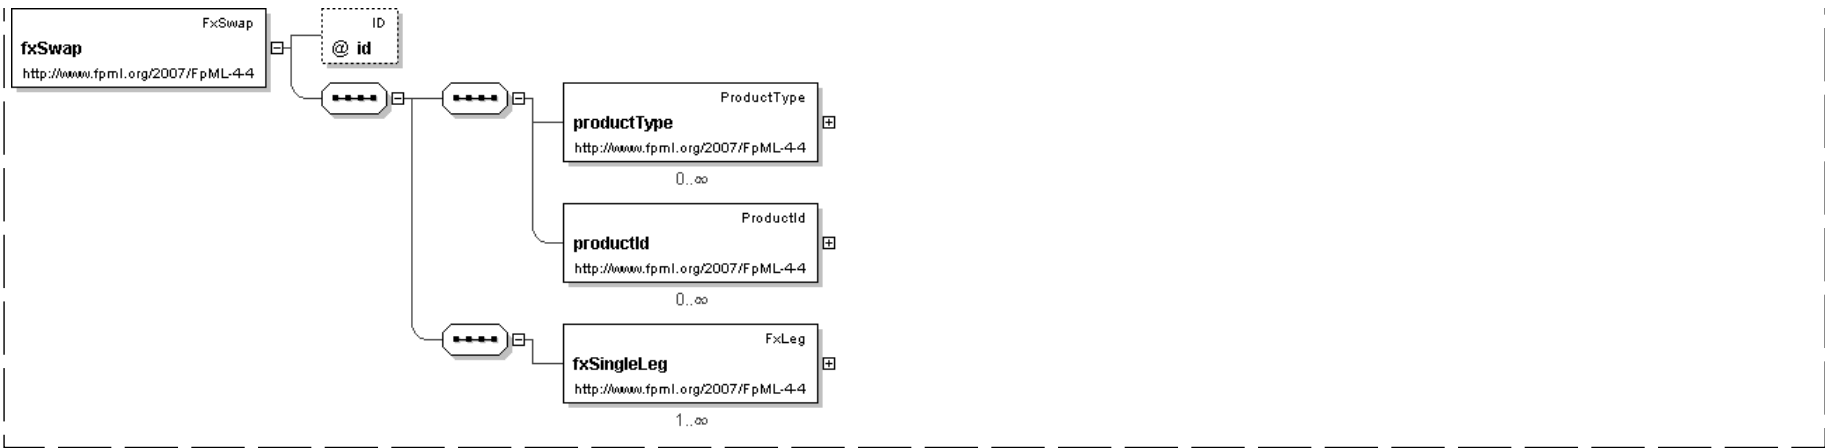 FxSwap
fxSwap
http://www.fpml.org/2007/FpML-4-4
ID
@ id
ProductType
productType
http://www.fpml.org/2007/FpML-4-4
0..∞
ProductId
productId
http://www.fpml.org/2007/FpML-4-4
0..∞
FxLeg
fxSingleLeg
http://www.fpml.org/2007/FpML-4-4
1..∞